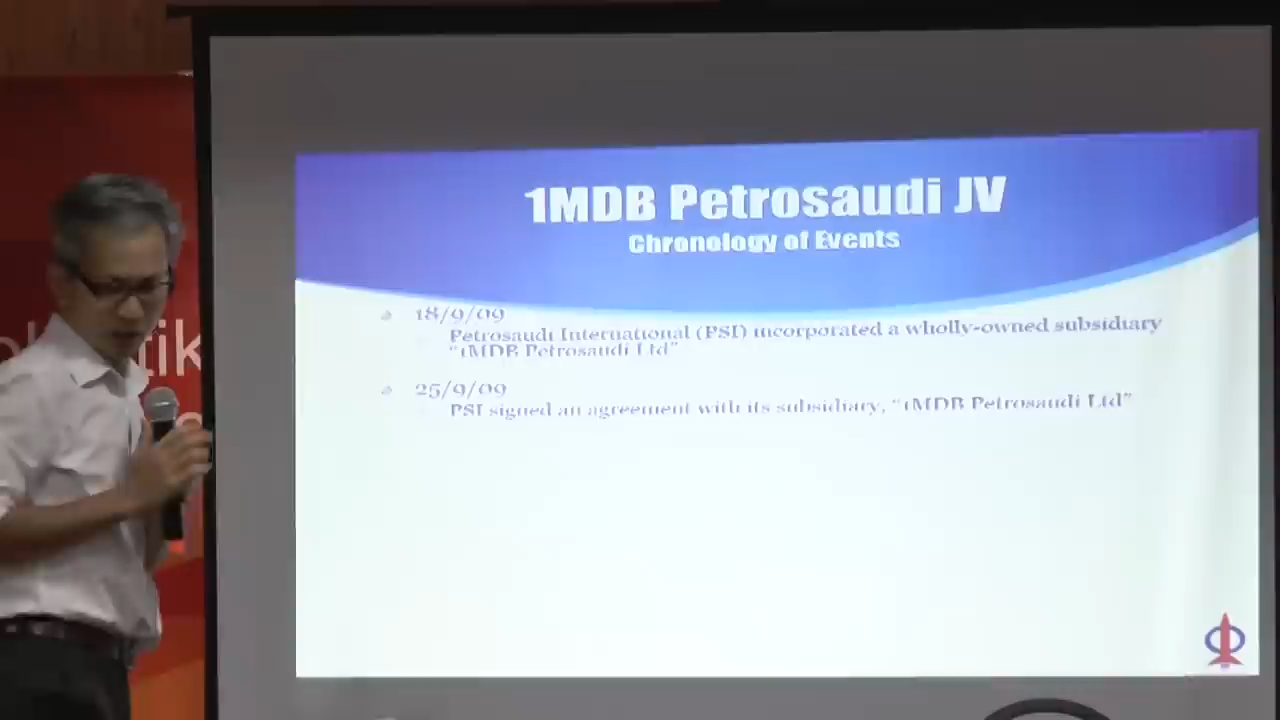 1MDB Petrosaudi JV
Chronology of Events
18/9/09
Petrosaudi International (PSI) incorporated a wholly-owned subsidiary
“1MDB Petrosaudi Ltd”
25/9/09
PSI signed an agreement with its subsidiary, “1MDB Petrosaudi Ltd”
tik